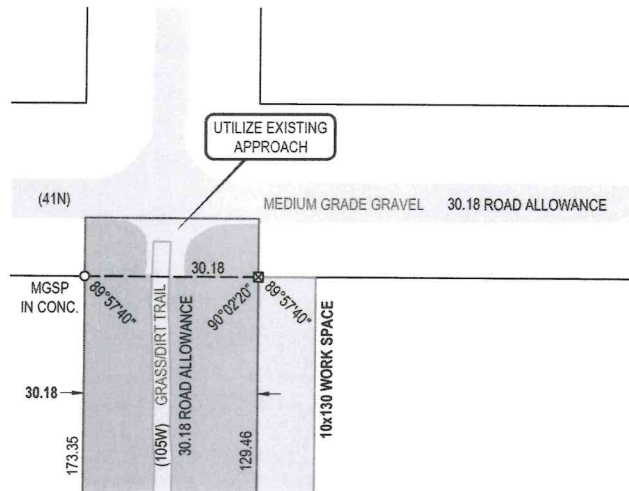 UTILIZE EXISTING
APPROACH
(41N)
MEDIUM GRADE GRAVEL 30.18 ROAD ALLOWANCE
30.18
MGSP
IN CONC.
89°57'40"
90°02'20"
89°57'40"
30.18
173.35
(105W) GRASS/DIRT TRAIL
30.18 ROAD ALLOWANCE
129.46
10x130 WORK SPACE